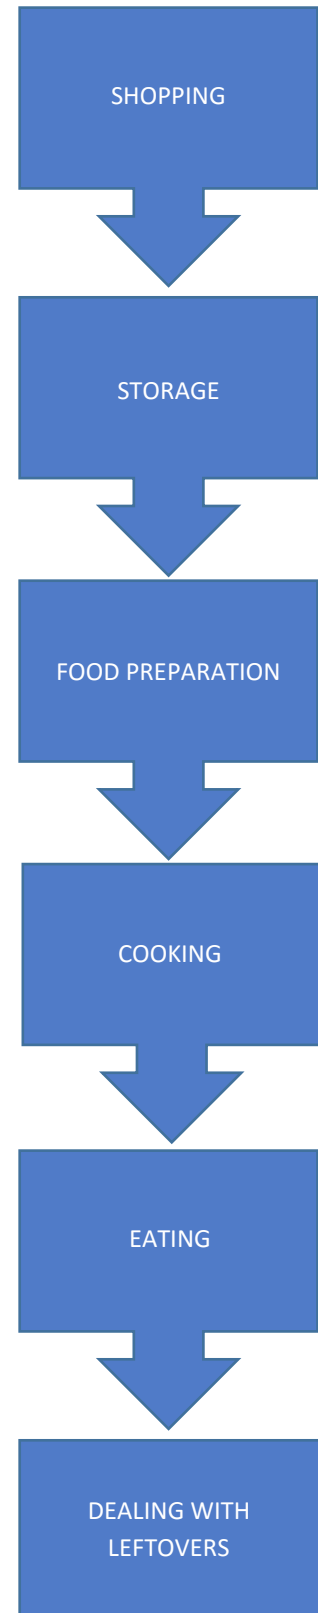 SHOPPING
STORAGE
FOOD PREPARATION
COOKING
EATING
DEALING WITH
LEFTOVERS